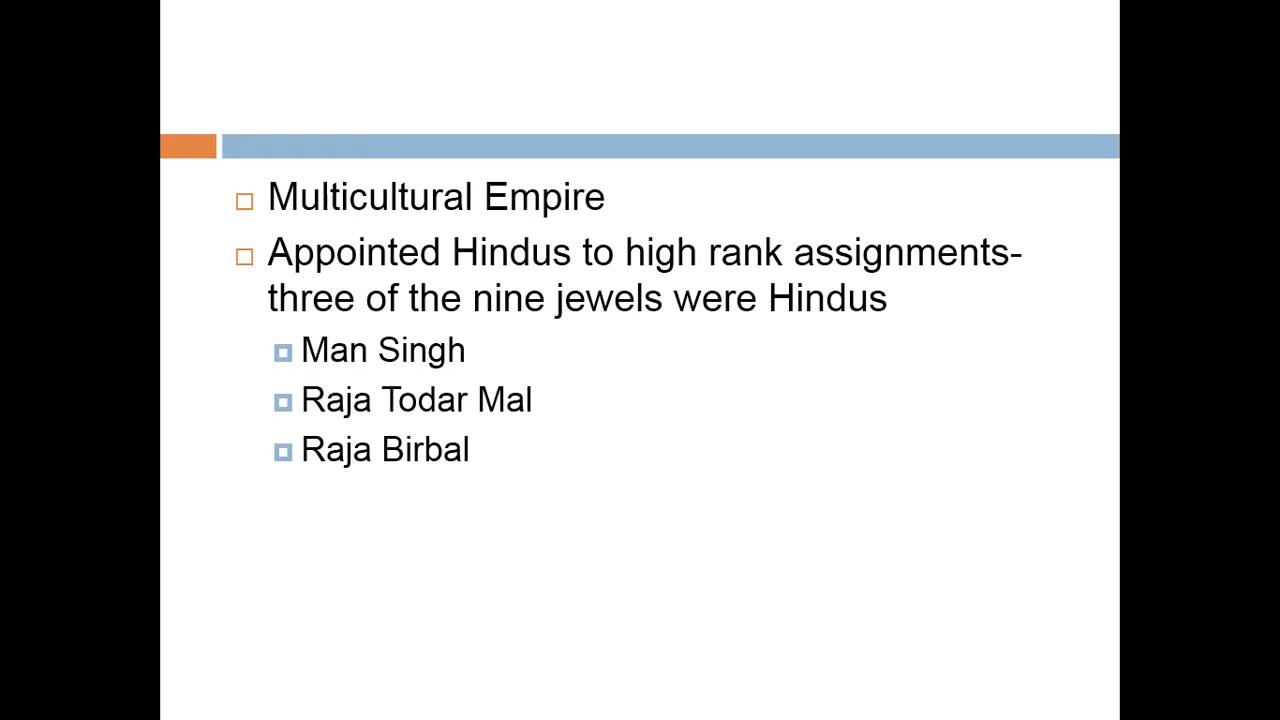 Multicultural Empire
Appointed Hindus to high rank assignments-
three of the nine jewels were Hindus
Man Singh
Raja Todar Mal
Raja Birbal